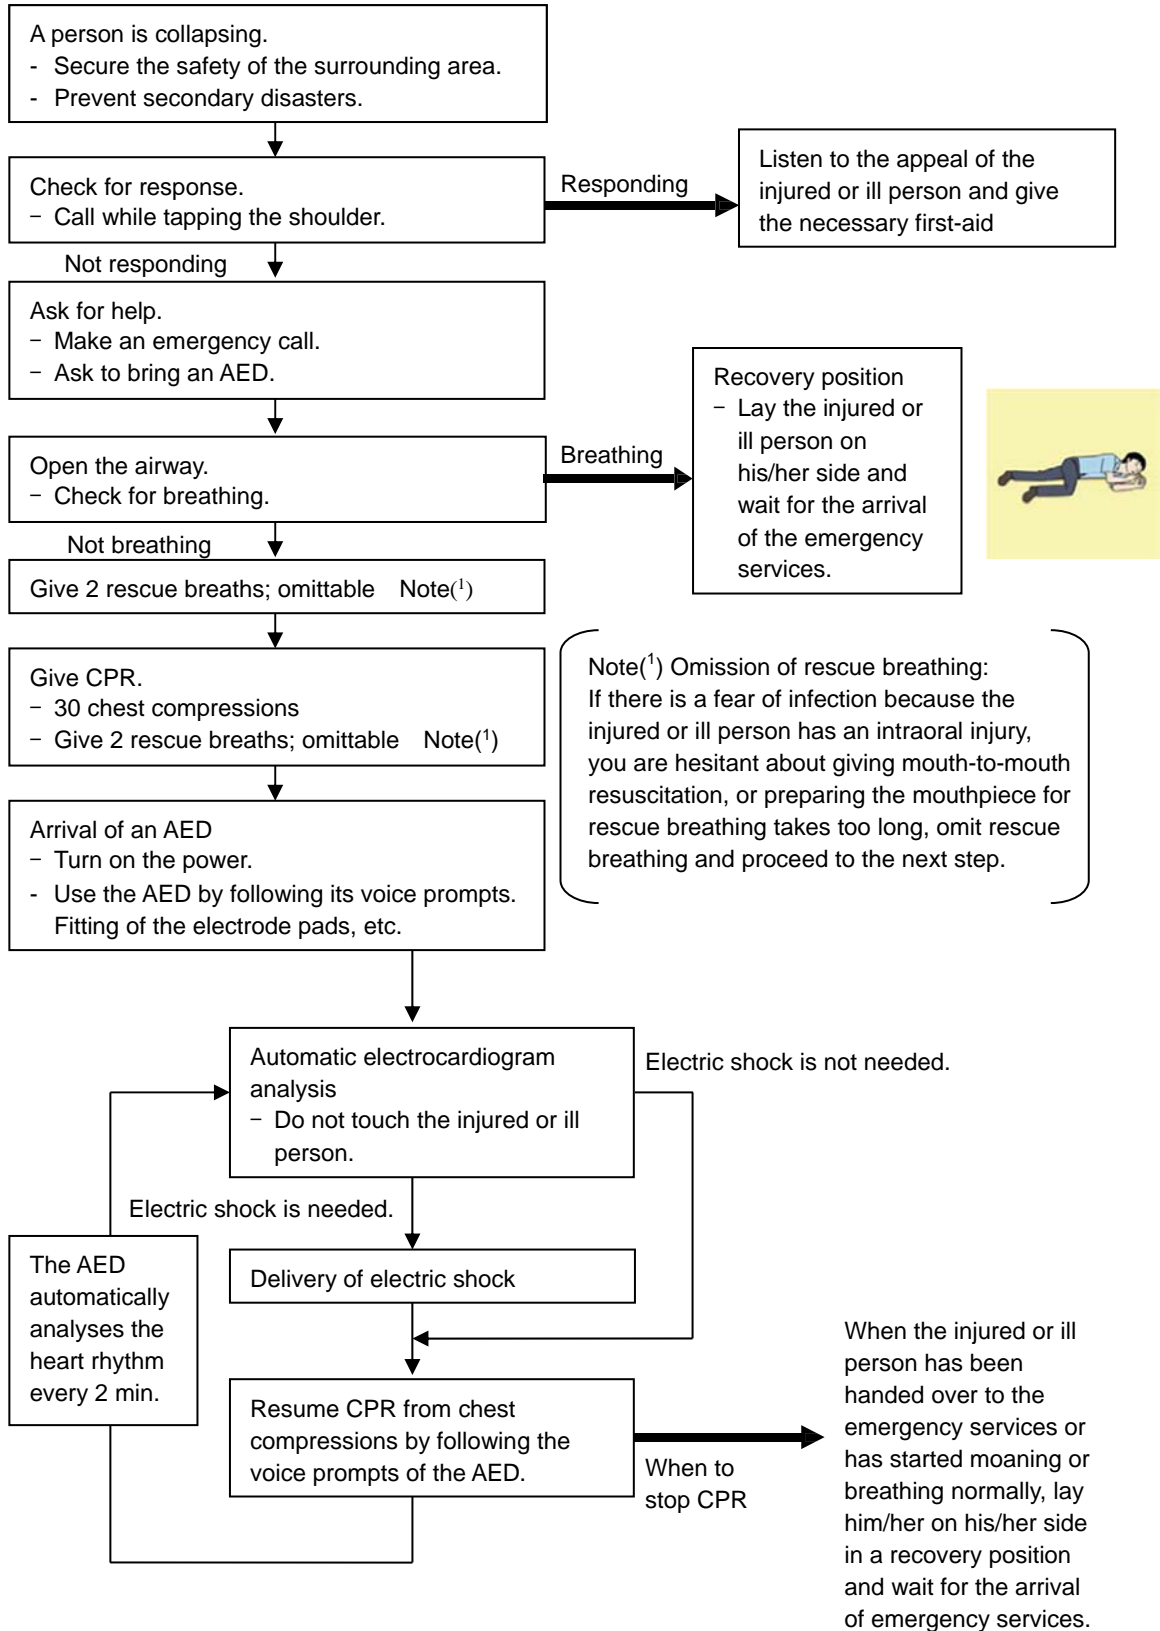 A person is collapsing.
- Secure the safety of the surrounding area.
- Prevent secondary disasters.
Check for response.
− Call while tapping the shoulder.
Responding
Listen to the appeal of the
injured or ill person and give
the necessary first-aid
Not responding
Ask for help.
− Make an emergency call.
− Ask to bring an AED.
Open the airway.
− Check for breathing.
Breathing
Recovery position
− Lay the injured or
ill person on
his/her side and
wait for the arrival
of the emergency
services.
Not breathing
Give 2 rescue breaths; omittable Note(¹)
Give CPR.
− 30 chest compressions
− Give 2 rescue breaths; omittable Note(¹)
Note(¹) Omission of rescue breathing:
If there is a fear of infection because the
injured or ill person has an intraoral injury,
you are hesitant about giving mouth-to-mouth
resuscitation, or preparing the mouthpiece for
rescue breathing takes too long, omit rescue
breathing and proceed to the next step.
Arrival of an AED
− Turn on the power.
- Use the AED by following its voice prompts.
Fitting of the electrode pads, etc.
Automatic electrocardiogram
analysis
− Do not touch the injured or ill
person.
Electric shock is not needed.
Electric shock is needed.
The AED
automatically
analyses the
heart rhythm
every 2 min.
Delivery of electric shock
Resume CPR from chest
compressions by following the
voice prompts of the AED.
When to
stop CPR
When the injured or ill
person has been
handed over to the
emergency services or
has started moaning or
breathing normally, lay
him/her on his/her side
in a recovery position
and wait for the arrival
of emergency services.